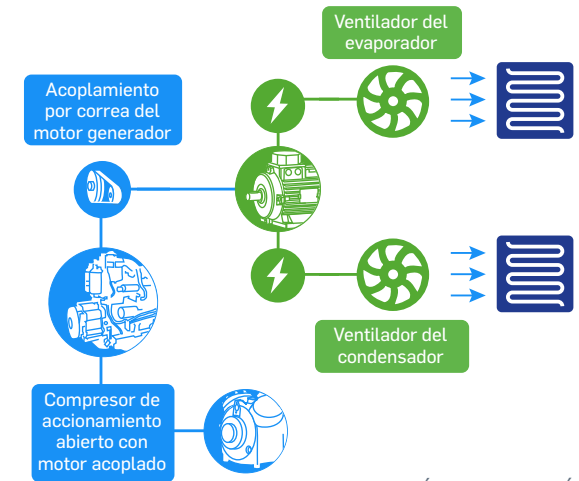 Ventilador del
evaporador
Acoplamiento
por correa del
motor generador
Ventilador del
condensador
Compresor de
accionamiento
abierto con
motor acoplado